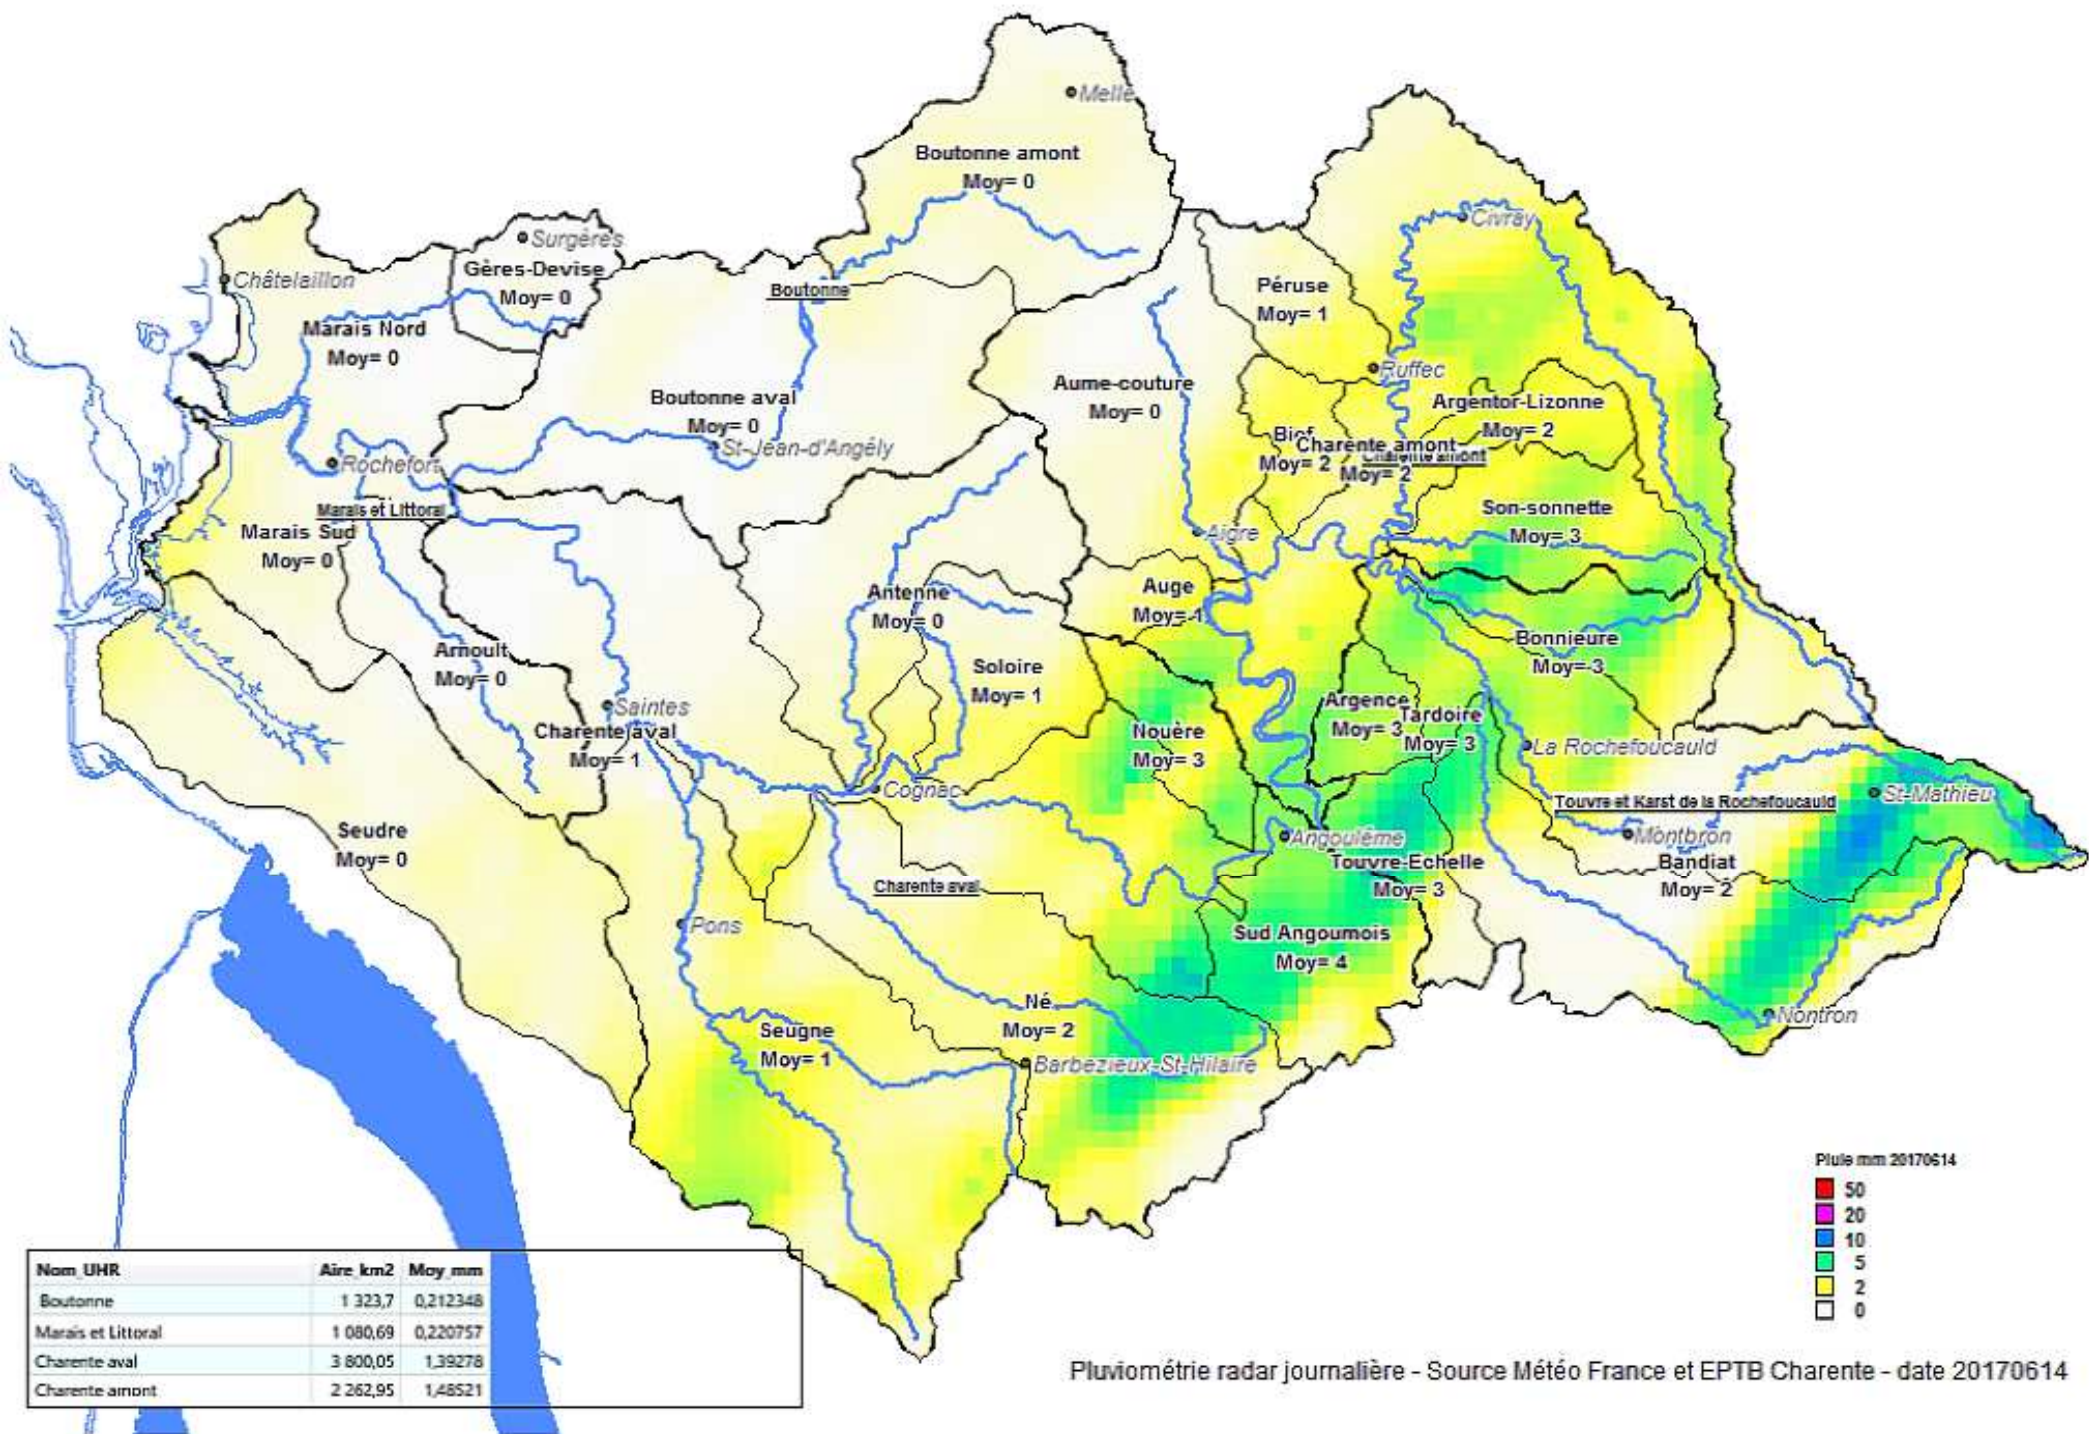 Melle
Boutonne amont
Moy= 0
Civray
Surgères
Gères-Devise
Moy= 0
Châtelaillon
Boutonne
Péruse
Moy= 1
Marais Nord
Moy= 0
Ruffec
Aume-couture
Moy= 0
Boutonne aval
Moy= 0
Argentor-Lizonne
Moy= 2
St-Jean-d'Angély
Bief
Moy= 2
Charente amont
Moy= 2
Charente amont
Rochefort
Marais et Littoral
Marais Sud
Moy= 0
Son-sonnette
Moy= 3
Aigre
Antenne
Moy= 0
Auge
Moy= 1
Arnoult
Moy= 0
Soloire
Moy= 1
Bonnieure
Moy= 3
Saintes
Charente aval
Moy= 1
Nouère
Moy= 3
Argence
Moy= 3
Tardoire
Moy= 3
La Rochefoucauld
Cognac
St-Mathieu
Touvre et Karst de la Rochefoucauld
Seudre
Moy= 0
Angoulême
Montbron
Touvre-Echelle
Moy= 3
Bandiat
Moy= 2
Charente aval
Pons
Sud Angoumois
Moy= 4
Né
Moy= 2
Seugne
Moy= 1
Nontron
Barbezieux-St-Hilaire
Pluie mm 20170614
50
20
10
5
2
0
Nom_UHR Aire_km2 Moy_mm
Boutonne 1 323,7 0,212348
Marais et Littoral 1 080,69 0,220757
Charente aval 3 800,05 1,39278
Charente amont 2 262,95 1,48521
Pluviométrie radar journalière - Source Météo France et EPTB Charente - date 20170614